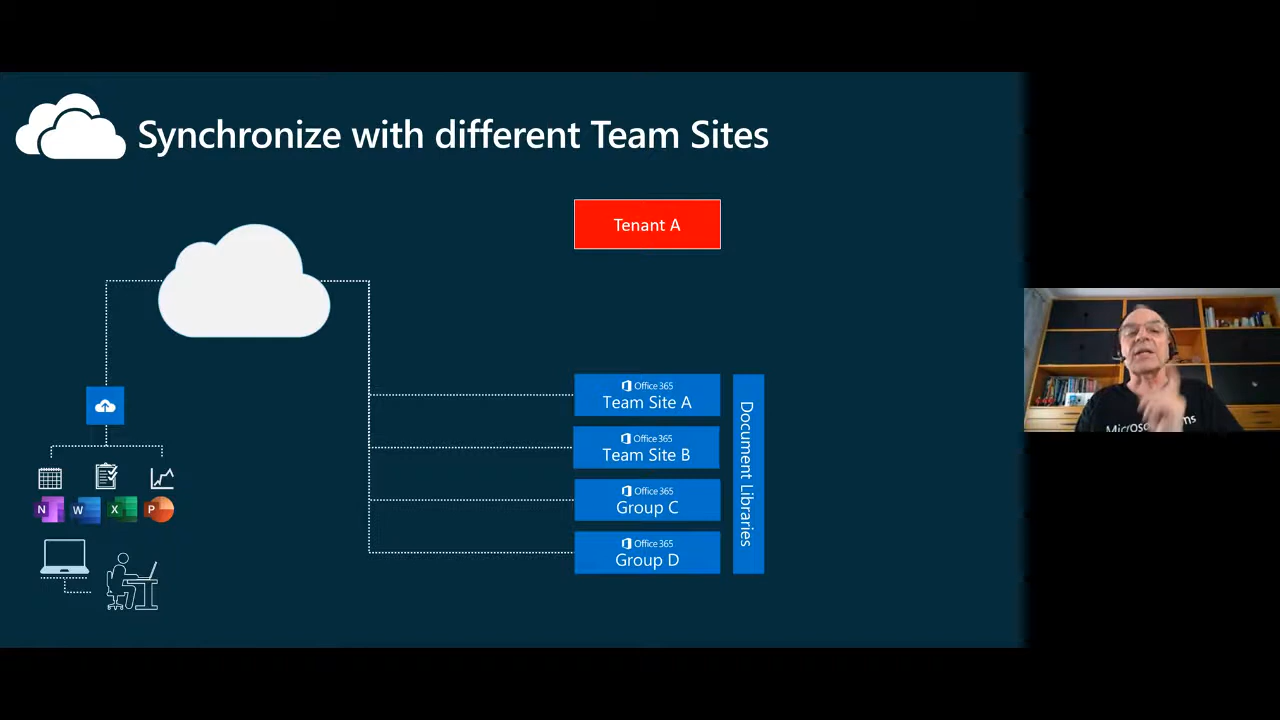 Synchronize with different Team Sites
Tenant A
Office 365
Team Site A
Office 365
Team Site B
Office 365
Group C
Office 365
Group D
Document Libraries
N
W
X
P